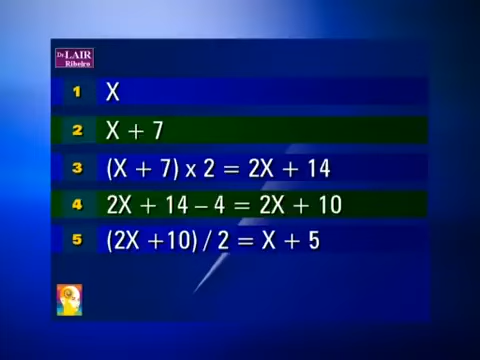 Dr. LAIR
Ribeiro
1 X
2 X + 7
3 (X + 7) x 2 = 2X + 14
4 2X + 14 – 4 = 2X + 10
5 (2X +10) / 2 = X + 5